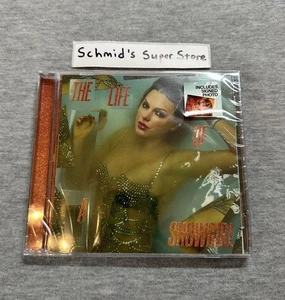 Schmid's Super Store
THE LIFE
OF
A
SHOWGIRL
INCLUDES
SIGNED
PHOTO